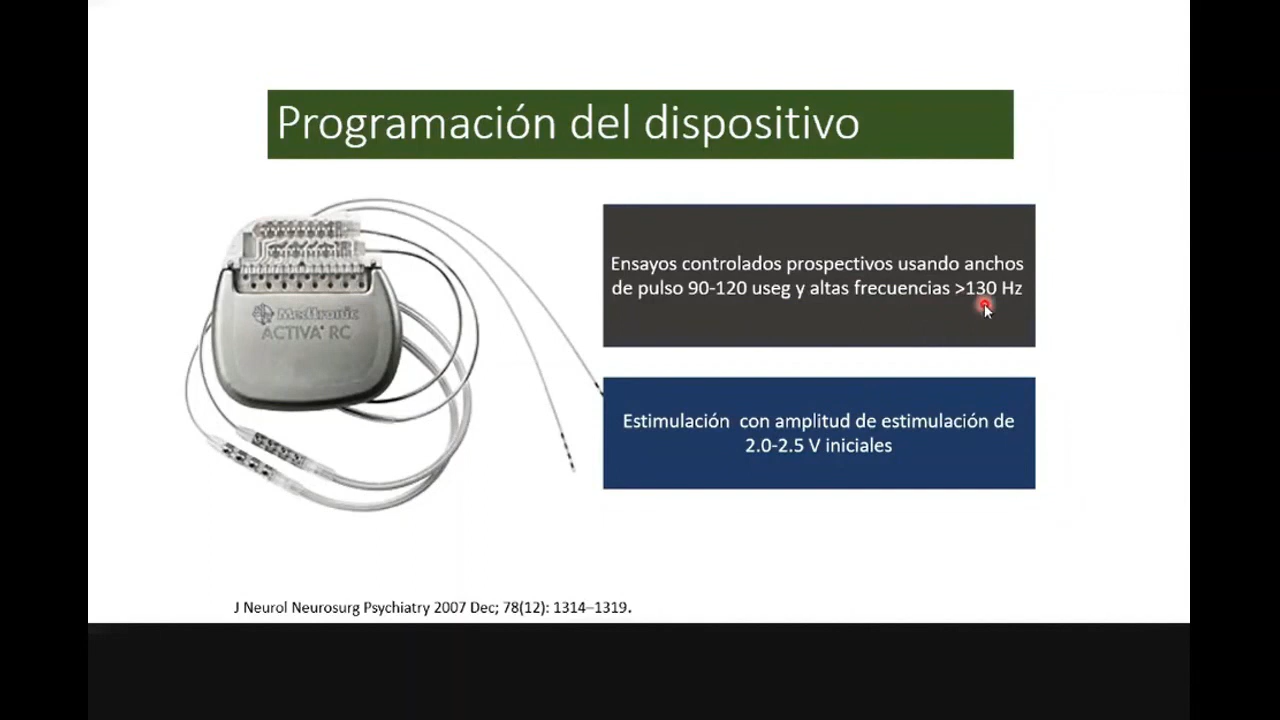 Programación del dispositivo
Medtronic
ACTIVA® RC
Ensayos controlados prospectivos usando anchos
de pulso 90-120 useg y altas frecuencias >130 Hz
Estimulación  con amplitud de estimulación de
2.0-2.5 V iniciales
J Neurol Neurosurg Psychiatry 2007 Dec; 78(12): 1314–1319.